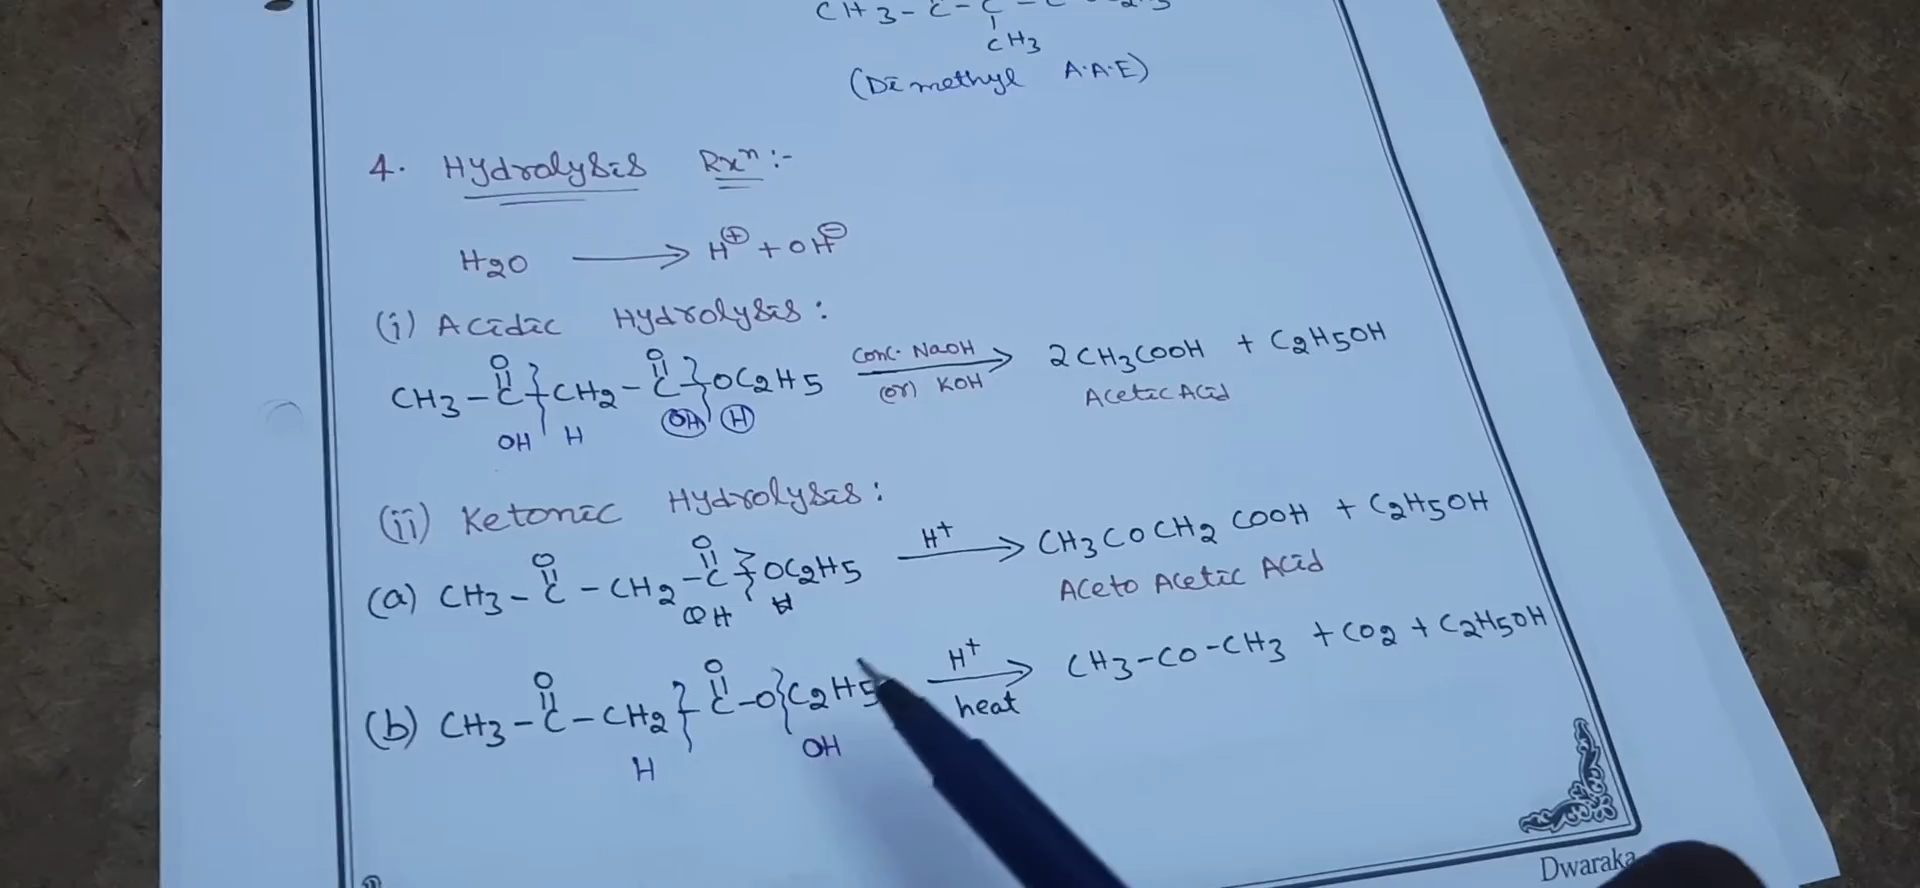 CH3-C-C-C
CH3
(Dimethyl A.A.E)
4. Hydrolysis Rxⁿ:-
H2O ⟶ H⊕ + OH⊖
(i) Acidic Hydrolysis:
O O
CH3-C-CH2-C-OC2H5 Conc. NaOH (or) KOH ⟶ 2CH3COOH + C2H5OH
OH H OH H Acetic Acid
(ii) Ketonic Hydrolysis:
O O
(a) CH3-C-CH2-C-OC2H5 H⁺ ⟶ CH3COCH2COOH + C2H5OH
OH H Aceto Acetic Acid
O O
(b) CH3-C-CH2-C-O-C2H5 H⁺ heat ⟶ CH3-CO-CH3 + CO2 + C2H5OH
H OH
Dwaraka